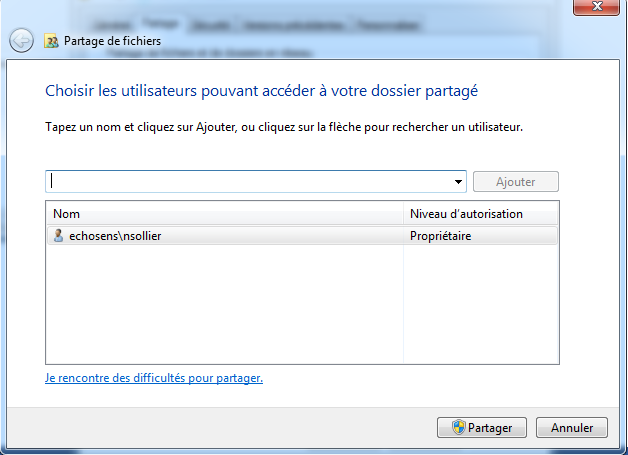 Partage
Partage de fichiers
Choisir les utilisateurs pouvant accéder à votre dossier partagé
Tapez un nom et cliquez sur Ajouter, ou cliquez sur la flèche pour rechercher un utilisateur.
Ajouter
Nom Niveau d'autorisation
echosens\nsollier Propriétaire
Je rencontre des difficultés pour partager.
Partager Annuler